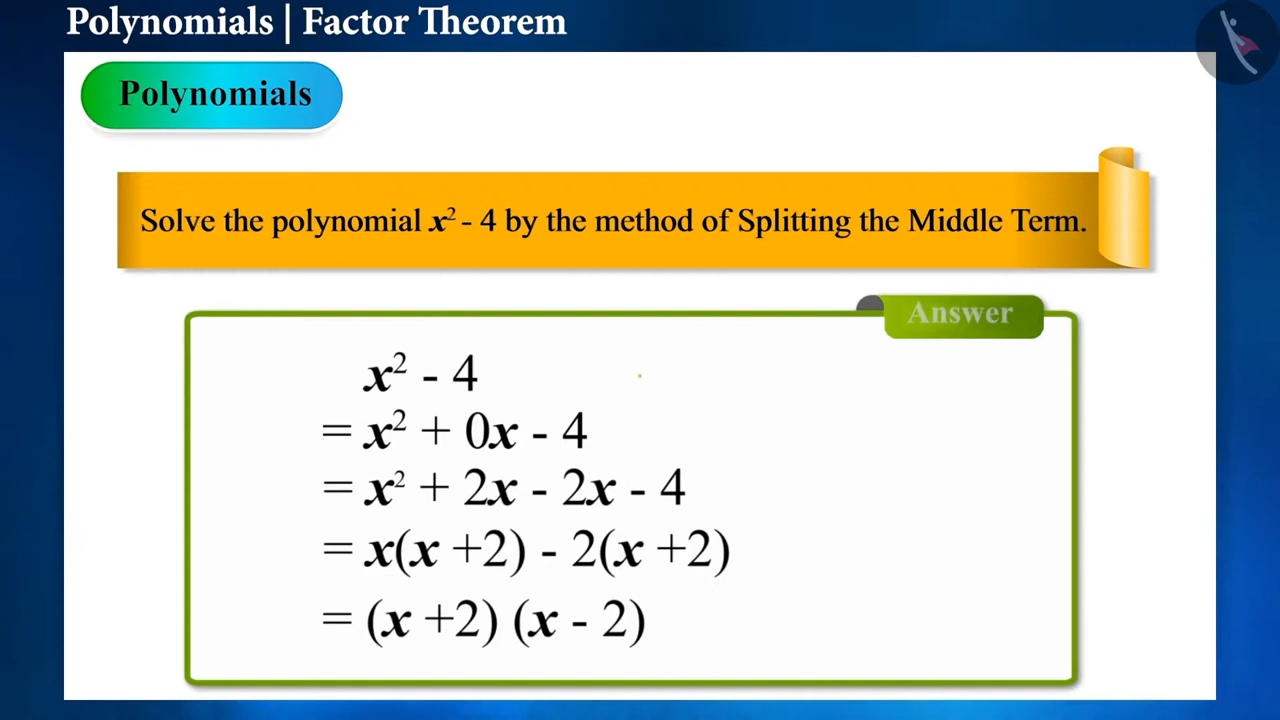 Polynomials | Factor Theorem
Polynomials
Solve the polynomial x² - 4 by the method of Splitting the Middle Term.
Answer
x² - 4
= x² + 0x - 4
= x² + 2x - 2x - 4
= x(x +2) - 2(x +2)
= (x +2) (x - 2)